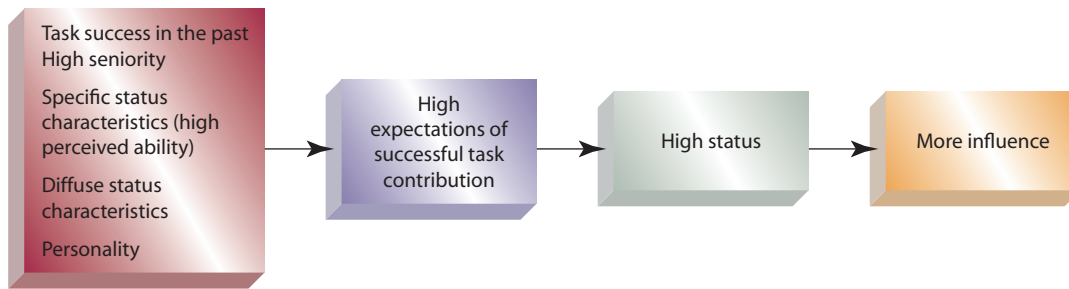 Task success in the past
High seniority
Specific status
characteristics (high
perceived ability)
Diffuse status
characteristics
Personality
High
expectations of
successful task
contribution
High status
More influence